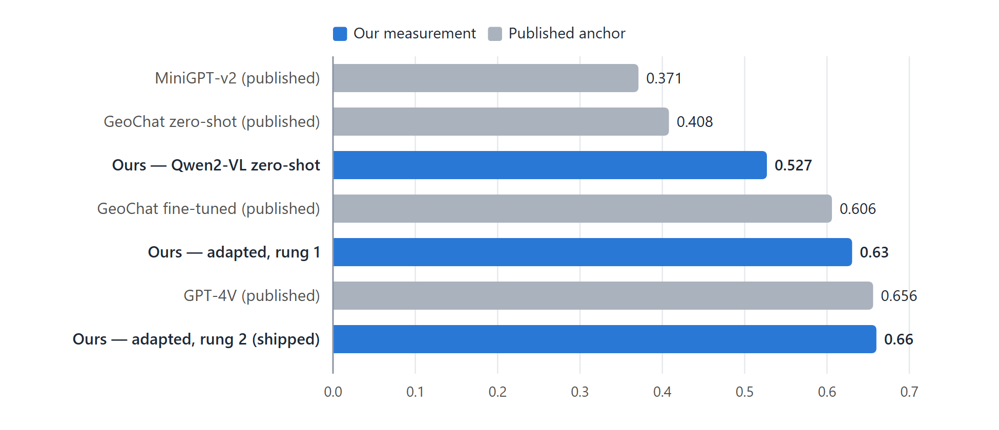 Our measurement Published anchor
MiniGPT-v2 (published) 0.371
GeoChat zero-shot (published) 0.408
Ours — Qwen2-VL zero-shot 0.527
GeoChat fine-tuned (published) 0.606
Ours — adapted, rung 1 0.63
GPT-4V (published) 0.656
Ours — adapted, rung 2 (shipped) 0.66
0.0 0.1 0.2 0.3 0.4 0.5 0.6 0.7